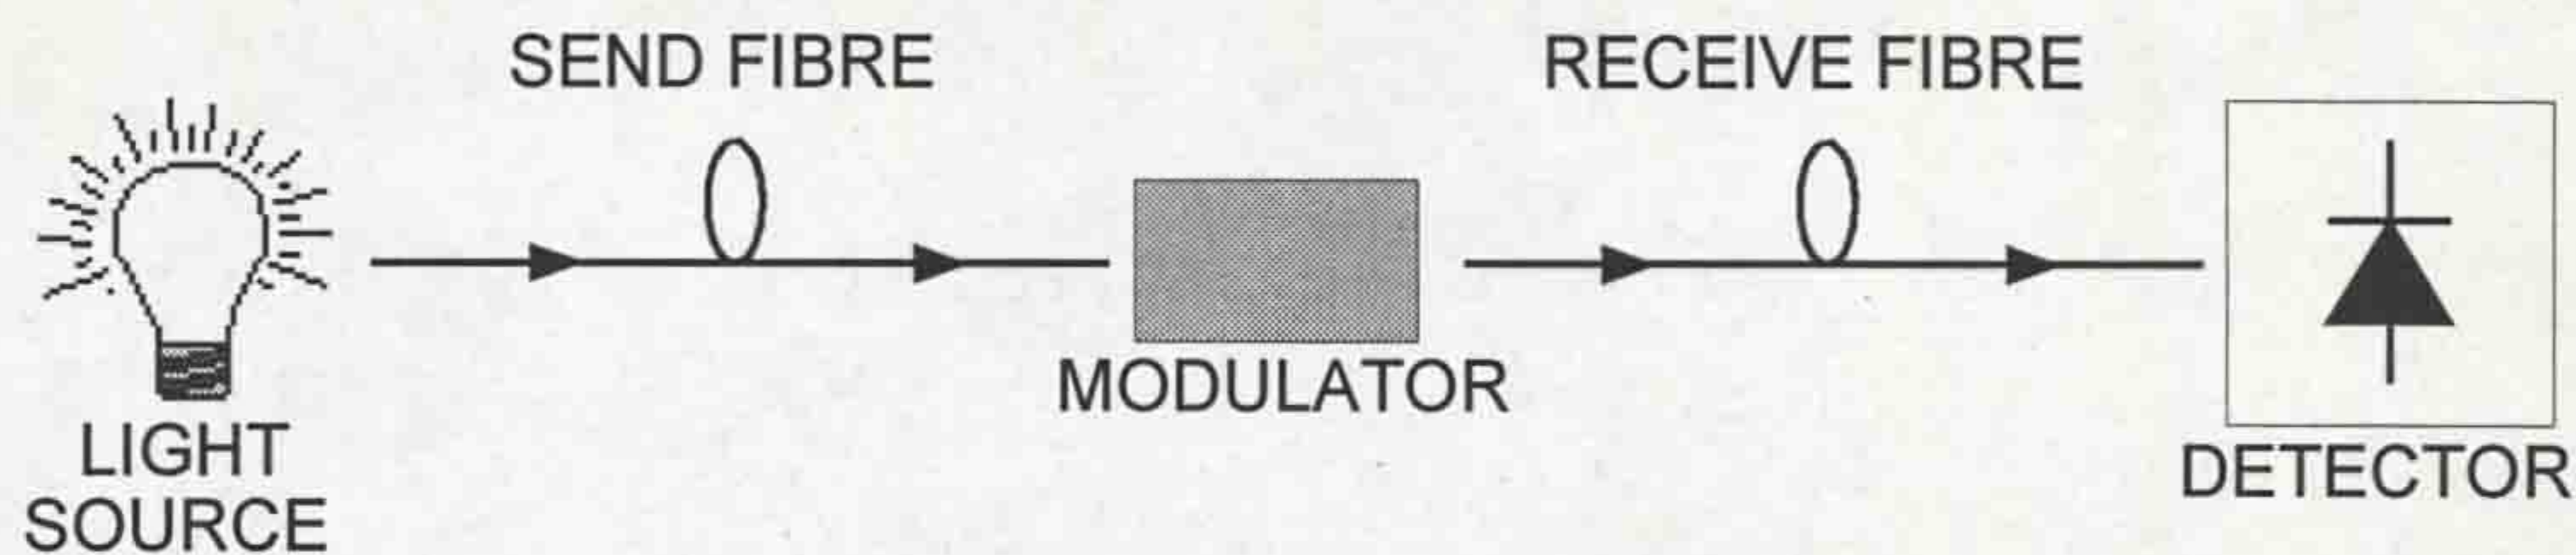 SEND FIBRE
RECEIVE FIBRE
MODULATOR
LIGHT
SOURCE
DETECTOR